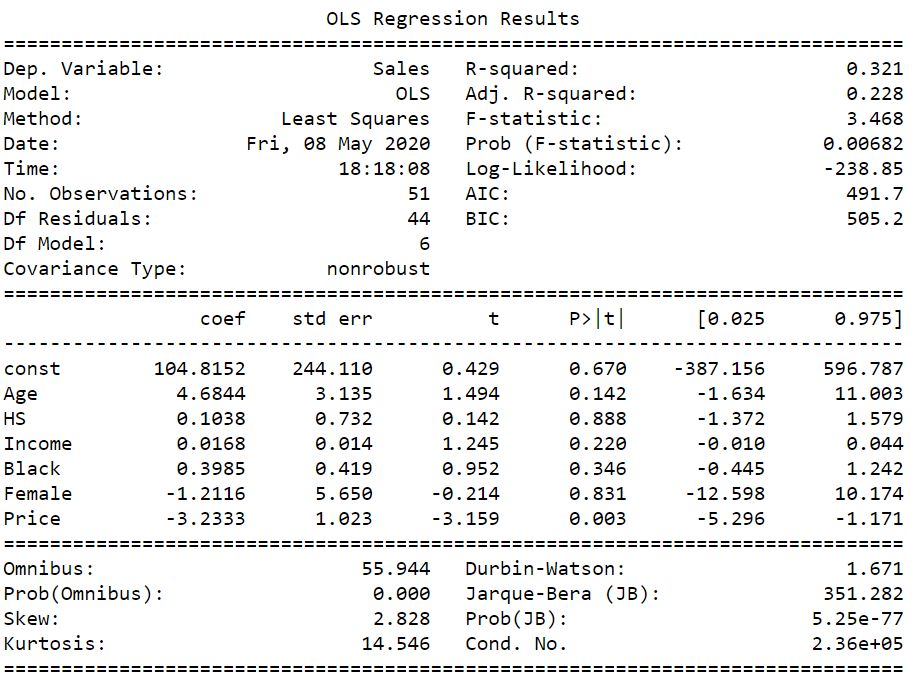 OLS Regression Results
==============================================================================
Dep. Variable:                  Sales   R-squared:                       0.321
Model:                            OLS   Adj. R-squared:                  0.228
Method:                 Least Squares   F-statistic:                     3.468
Date:                Fri, 08 May 2020   Prob (F-statistic):            0.00682
Time:                        18:18:08   Log-Likelihood:                -238.85
No. Observations:                  51   AIC:                             491.7
Df Residuals:                      44   BIC:                             505.2
Df Model:                           6
Covariance Type:            nonrobust
==============================================================================
                 coef    std err          t      P>|t|      [0.025      0.975]
------------------------------------------------------------------------------
const        104.8152    244.110      0.429      0.670    -387.156     596.787
Age            4.6844      3.135      1.494      0.142      -1.634      11.003
HS             0.1038      0.732      0.142      0.888      -1.372       1.579
Income         0.0168      0.014      1.245      0.220      -0.010       0.044
Black          0.3985      0.419      0.952      0.346      -0.445       1.242
Female        -1.2116      5.650     -0.214      0.831     -12.598      10.174
Price         -3.2333      1.023     -3.159      0.003      -5.296      -1.171
==============================================================================
Omnibus:                       55.944   Durbin-Watson:                   1.671
Prob(Omnibus):                  0.000   Jarque-Bera (JB):              351.282
Skew:                           2.828   Prob(JB):                     5.25e-77
Kurtosis:                      14.546   Cond. No.                     2.36e+05
==============================================================================